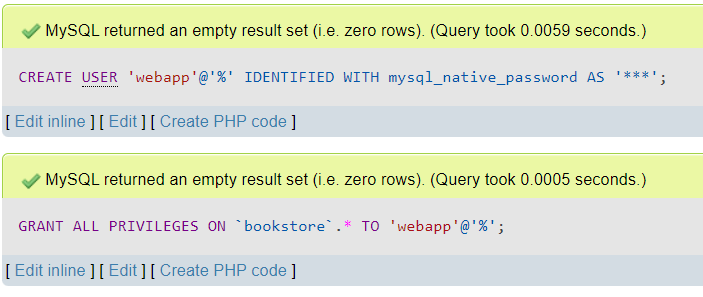 MySQL returned an empty result set (i.e. zero rows). (Query took 0.0059 seconds.)
CREATE USER 'webapp'@'%' IDENTIFIED WITH mysql_native_password AS '***';
[ Edit inline ] [ Edit ] [ Create PHP code ]
MySQL returned an empty result set (i.e. zero rows). (Query took 0.0005 seconds.)
GRANT ALL PRIVILEGES ON `bookstore`.* TO 'webapp'@'%';
[ Edit inline ] [ Edit ] [ Create PHP code ]